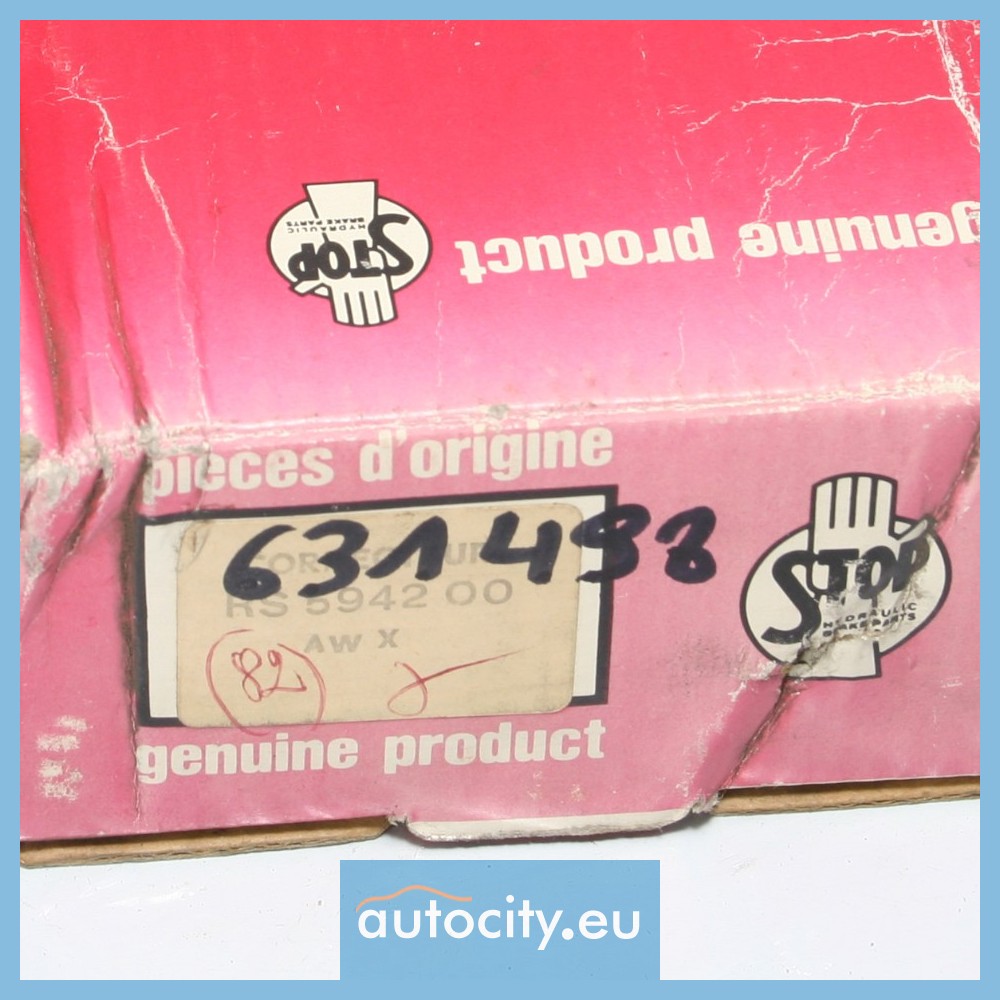 genuine product
STOP
HYDRAULIC
BRAKE PARTS
pièces d'origine
631498
RS 5942 00
AW X
82
STOP
HYDRAULIC
BRAKE PARTS
genuine product
autocity.eu